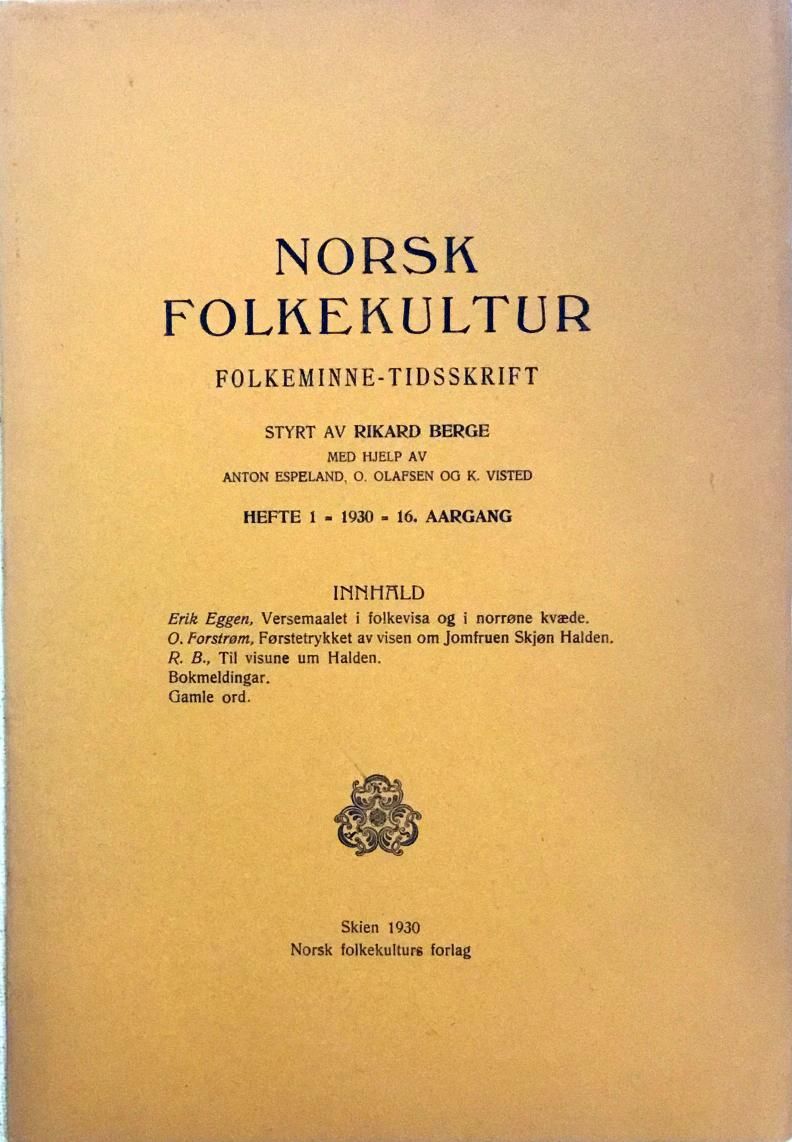 NORSK
FOLKEKULTUR
FOLKEMINNE-TIDSSKRIFT
STYRT AV RIKARD BERGE
MED HJELP AV
ANTON ESPELAND, O. OLAFSEN OG K. VISTED
HEFTE 1 - 1930 - 16. AARGANG
INNHALD
Erik Eggen, Versemaalet i folkevisa og i norrøne kvæde.
O. Forstrøm, Førstetrykket av visen om Jomfruen Skjøn Halden.
R. B., Til visune um Halden.
Bokmeldingar.
Gamle ord.
Skien 1930
Norsk folkekulturs forlag